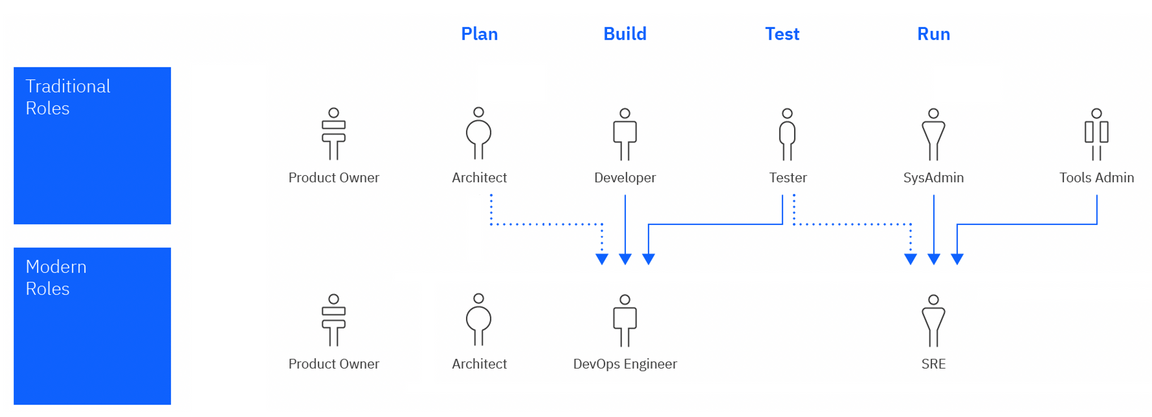 Plan
Build
Test
Run
Traditional
Roles
Product Owner
Architect
Developer
Tester
SysAdmin
Tools Admin
Modern
Roles
Product Owner
Architect
DevOps Engineer
SRE